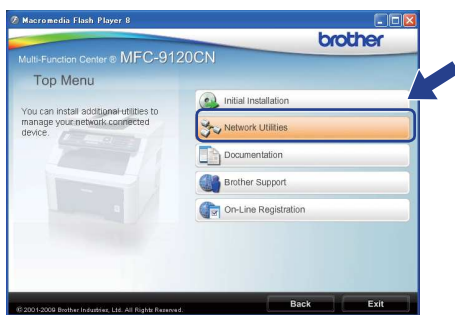 Macromedia Flash Player 8
brother
Multi-Function Center ® MFC-9120CN
Top Menu
You can install additional utilities to
manage your network connected
device.
Initial Installation
Network Utilities
Documentation
Brother Support
On-Line Registration
© 2001-2009 Brother Industries, Ltd. All Rights Reserved.
Back
Exit